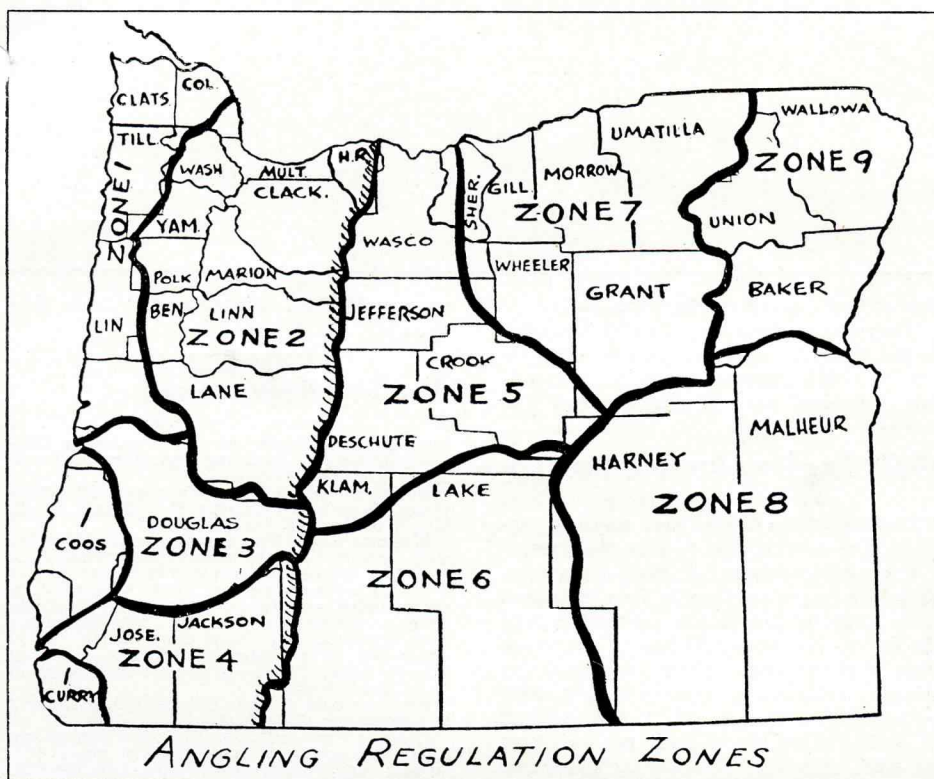 CLATS.
COL.
TILL.
ZONE 1
WASH
YAM.
MULT.
CLACK.
H.R.
POLK
MARION
LIN
BEN
LINN
ZONE 2
LANE
WASCO
SHER.
GILL
MORROW
UMATILLA
ZONE 7
WHEELER
GRANT
WALLOWA
ZONE 9
UNION
BAKER
JEFFERSON
CROOK
ZONE 5
DESCHUTE
KLAM.
LAKE
ZONE 6
HARNEY
MALHEUR
ZONE 8
1
COOS
DOUGLAS
ZONE 3
JOSE.
JACKSON
ZONE 4
1
CURRY
ANGLING REGULATION ZONES